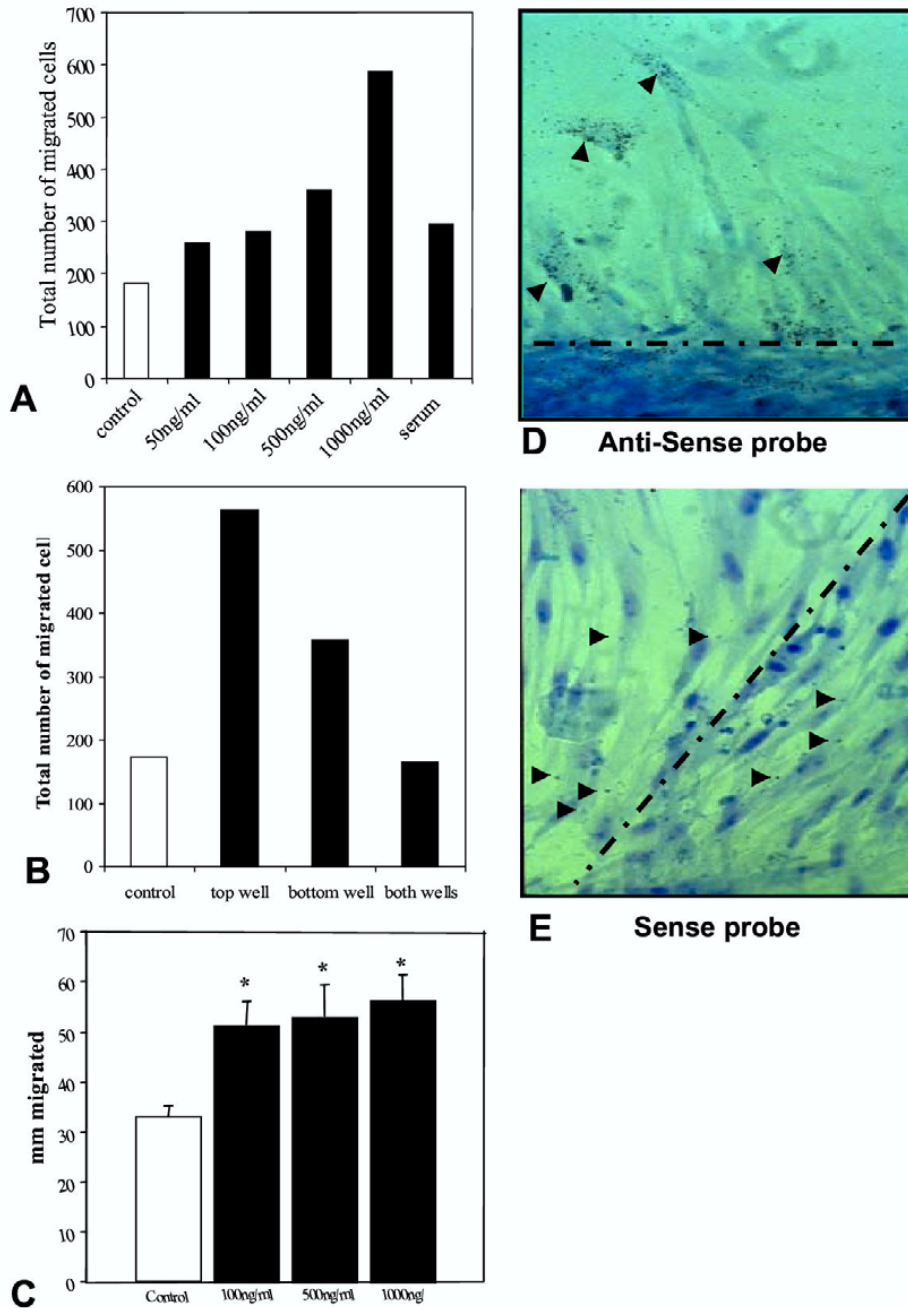 700
600
500
400
300
200
100
0
Total number of migrated cells
control
50ng/ml
100ng/ml
500ng/ml
1000ng/ml
serum
A
600
500
400
300
200
100
0
Total number of migrated cel
control top well bottom well both wells
B
70
60
50
40
30
20
10
0
mm migrated
* * *
Control 100ng/ml 500ng/ml 1000ng/
C
D Anti-Sense probe
E Sense probe